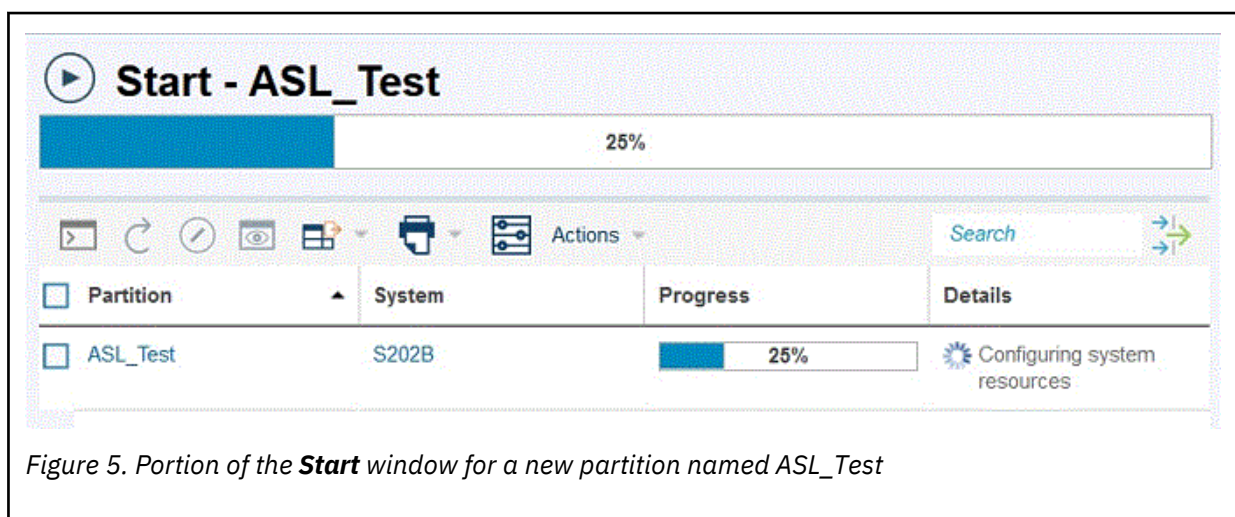 Start - ASL_Test
25%
Actions
Search
Partition System Progress Details
ASL_Test S202B 25% Configuring system
resources
Figure 5. Portion of the Start window for a new partition named ASL_Test